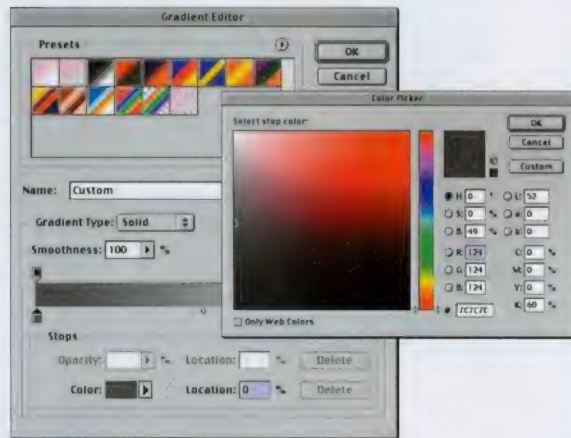 Gradient Editor
Presets
OK
Cancel
Name: Custom
Gradient Type: Solid
Smoothness: 100 %
Stops
Opacity: % Location: % Delete
Color: Location: 0 % Delete
Color Picker
Select stop color:
OK
Cancel
Custom
H: 0 ° L: 52
S: 0 % a: 0
B: 49 % b: 0
R: 124 C: 0 %
G: 124 M: 0 %
B: 124 Y: 0 %
# 7C7C7C K: 60 %
Only Web Colors